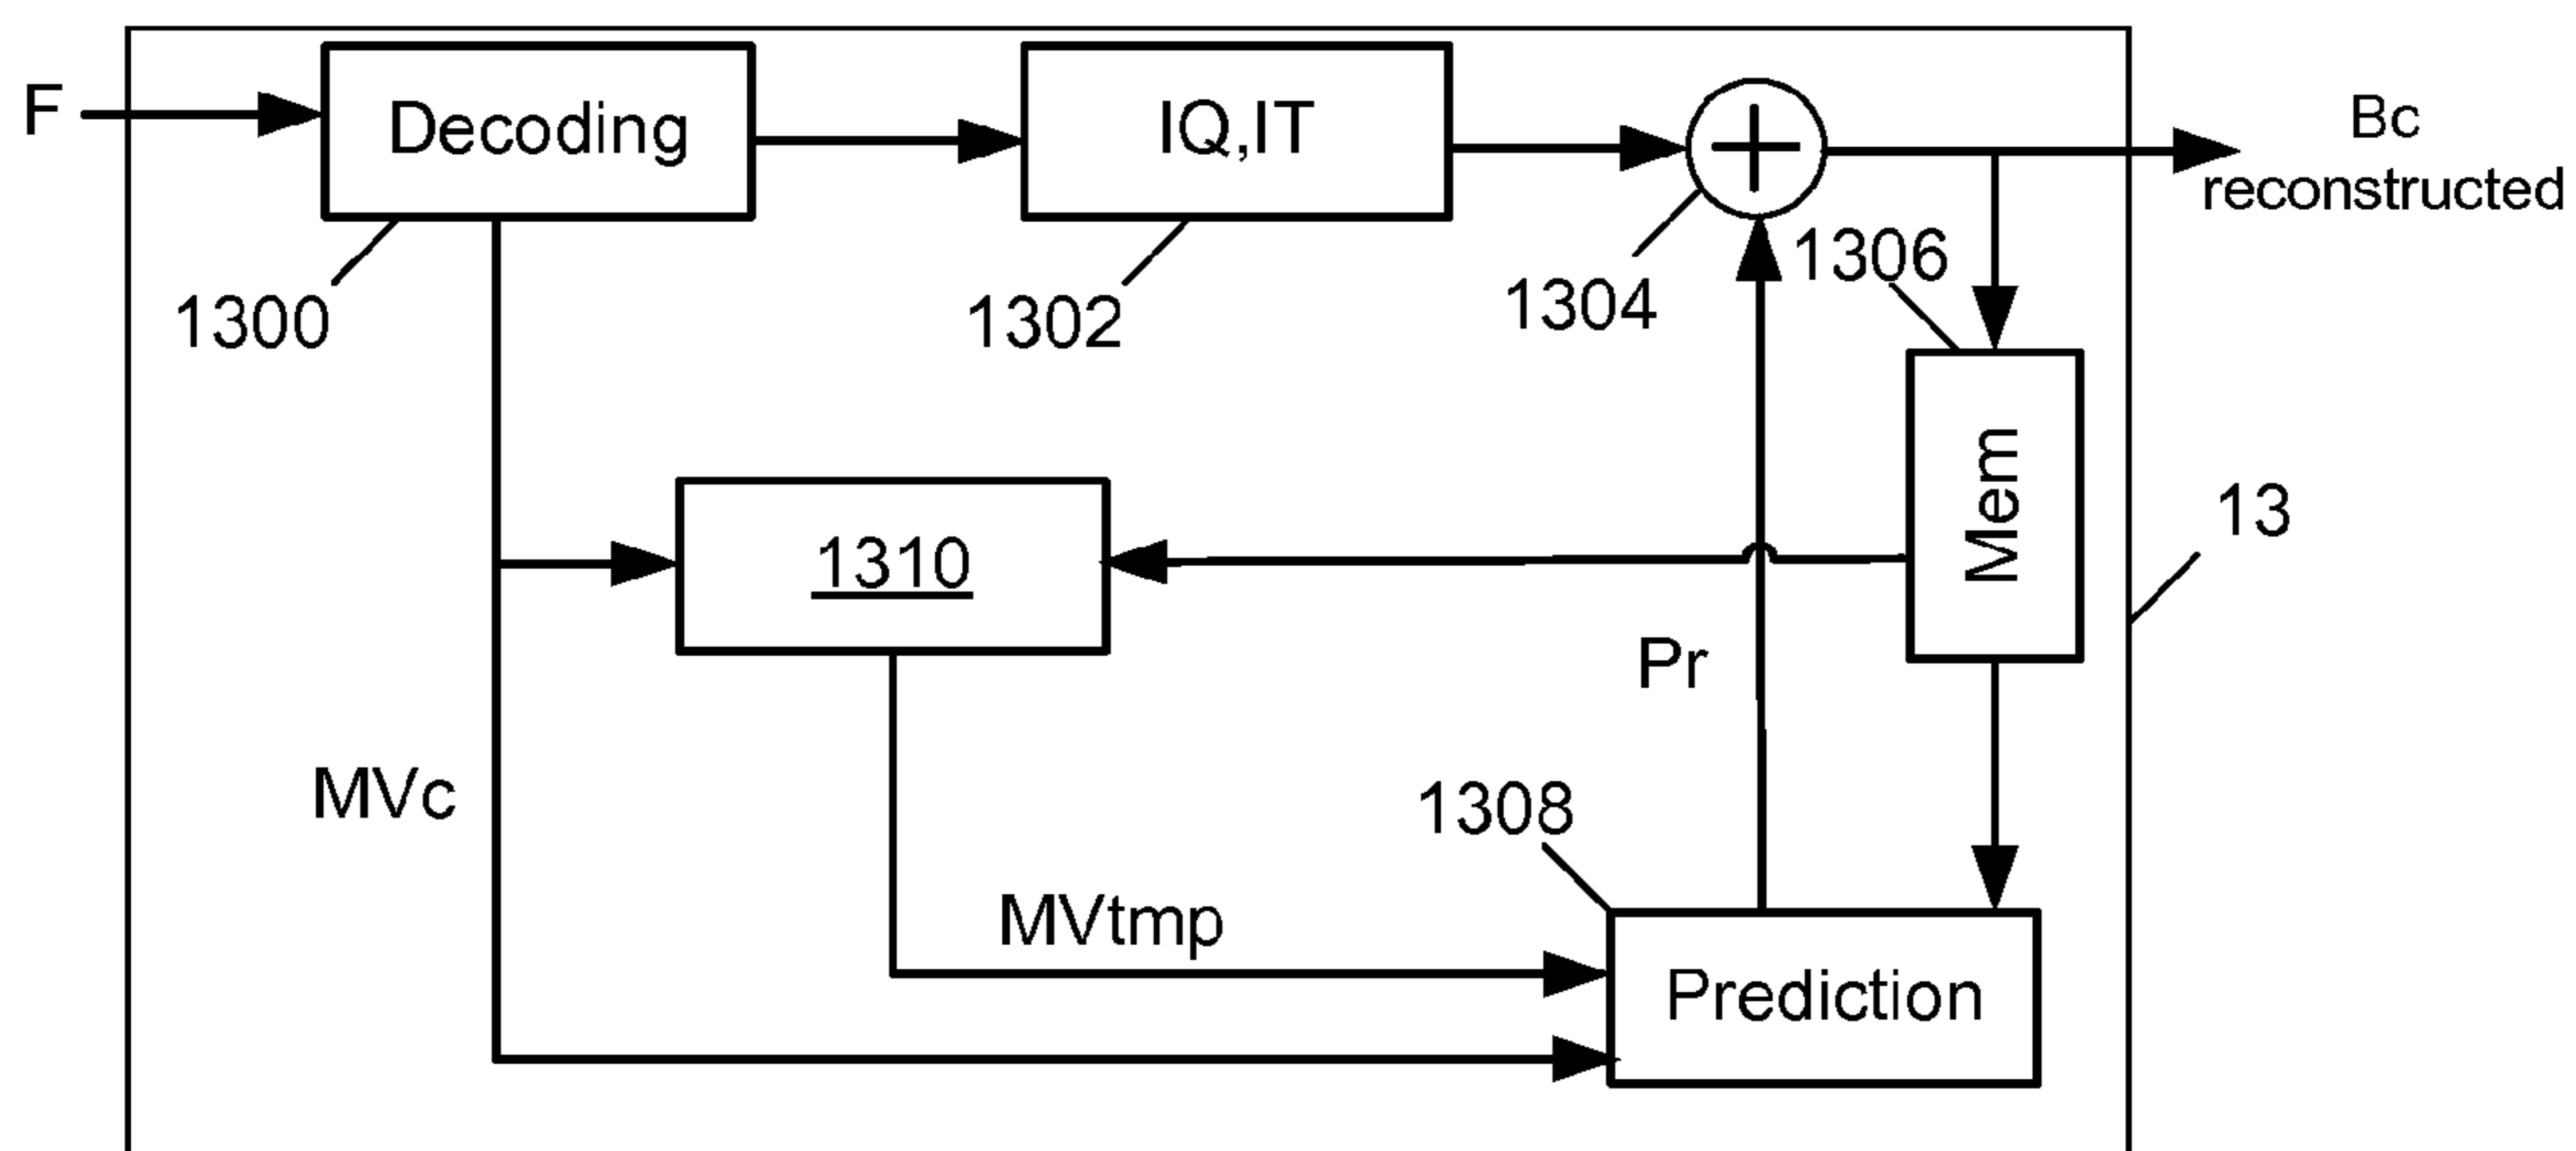 F
Decoding
IQ,IT
Bc
reconstructed
1300
1302
1304
1306
Mem
13
1310
Pr
MVc
1308
MVtmp
Prediction